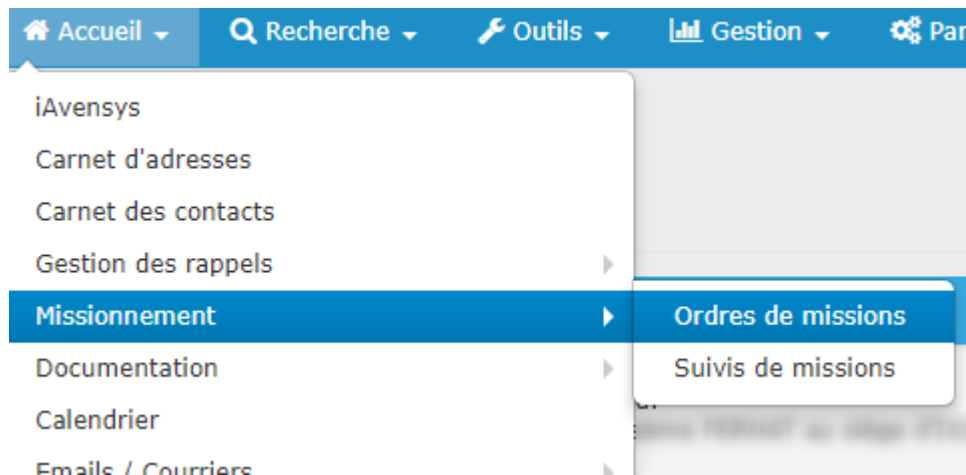 Accueil
Recherche
Outils
Gestion
Par
iAvensys
Carnet d'adresses
Carnet des contacts
Gestion des rappels
Missionnement
Ordres de missions
Documentation
Suivis de missions
Calendrier
Emails / Courriers